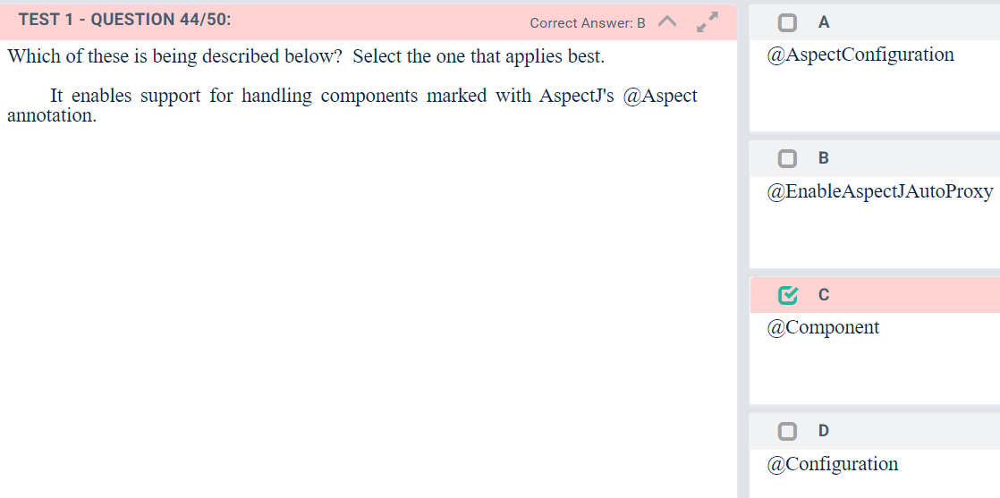 TEST 1 - QUESTION 44/50:
Correct Answer: B
Which of these is being described below?  Select the one that applies best.
It enables support for handling components marked with AspectJ's @Aspect
annotation.
A
@AspectConfiguration
B
@EnableAspectJAutoProxy
C
@Component
D
@Configuration